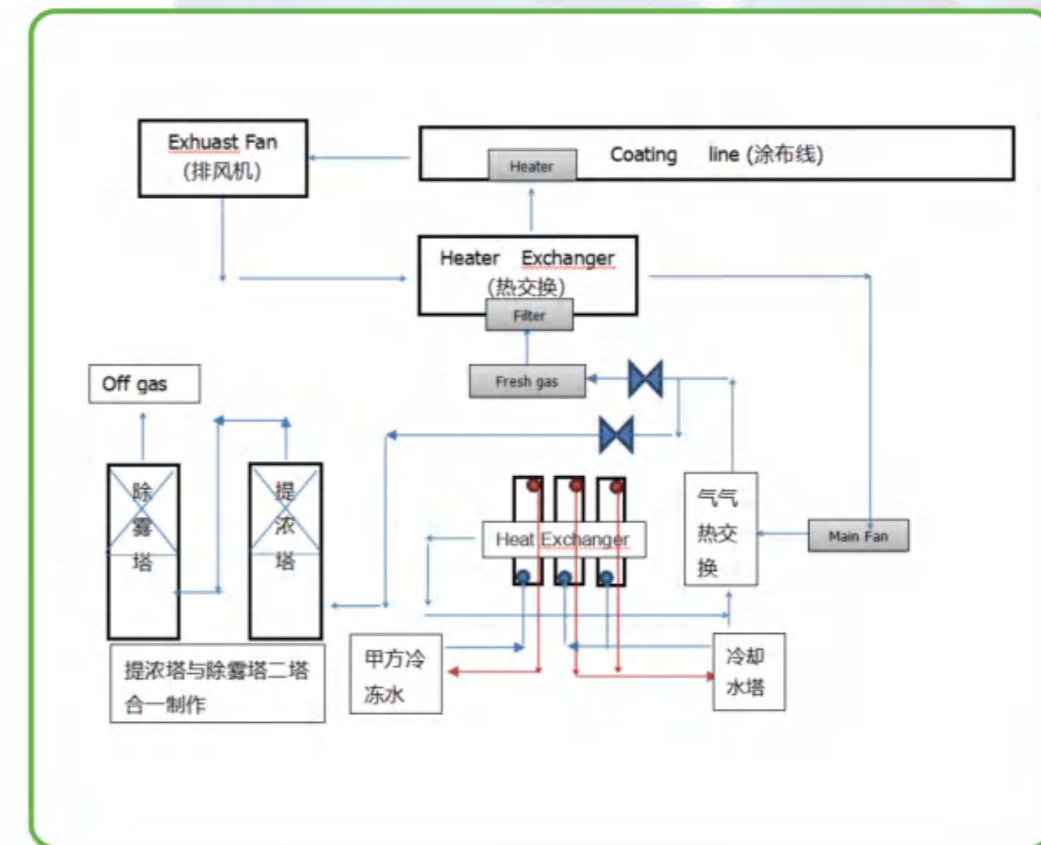 Exhuast Fan
(排风机)
Coating line (涂布线)
Heater
Heater Exchanger
(热交换)
Filter
Fresh gas
Off gas
除
雾
塔
提
浓
塔
Heat Exchanger
气气
热交
换
Main Fan
提浓塔与除雾塔二塔
合一制作
甲方冷
冻水
冷却
水塔